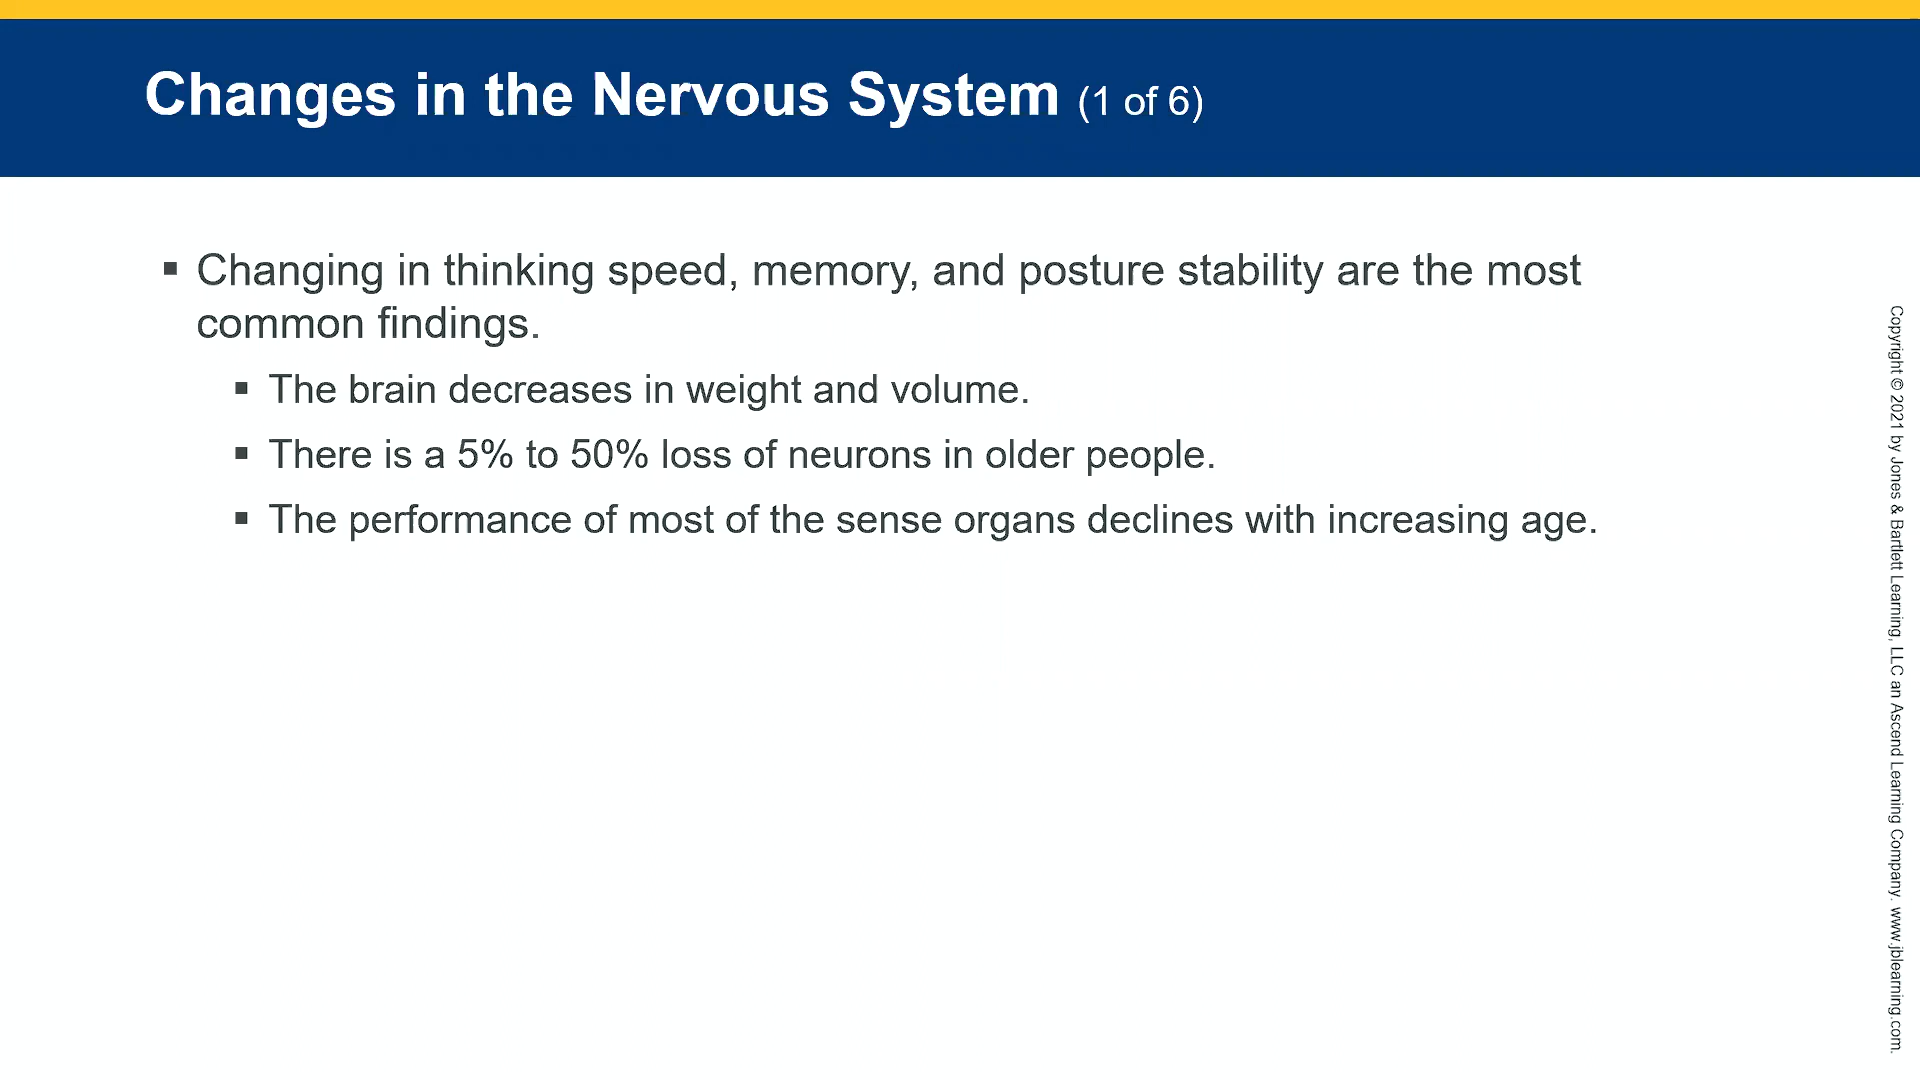 Changes in the Nervous System (1 of 6)
▪ Changing in thinking speed, memory, and posture stability are the most
common findings.
▪ The brain decreases in weight and volume.
▪ There is a 5% to 50% loss of neurons in older people.
▪ The performance of most of the sense organs declines with increasing age.
Copyright © 2021 by Jones & Bartlett Learning, LLC an Ascend Learning Company. www.jblearning.com.